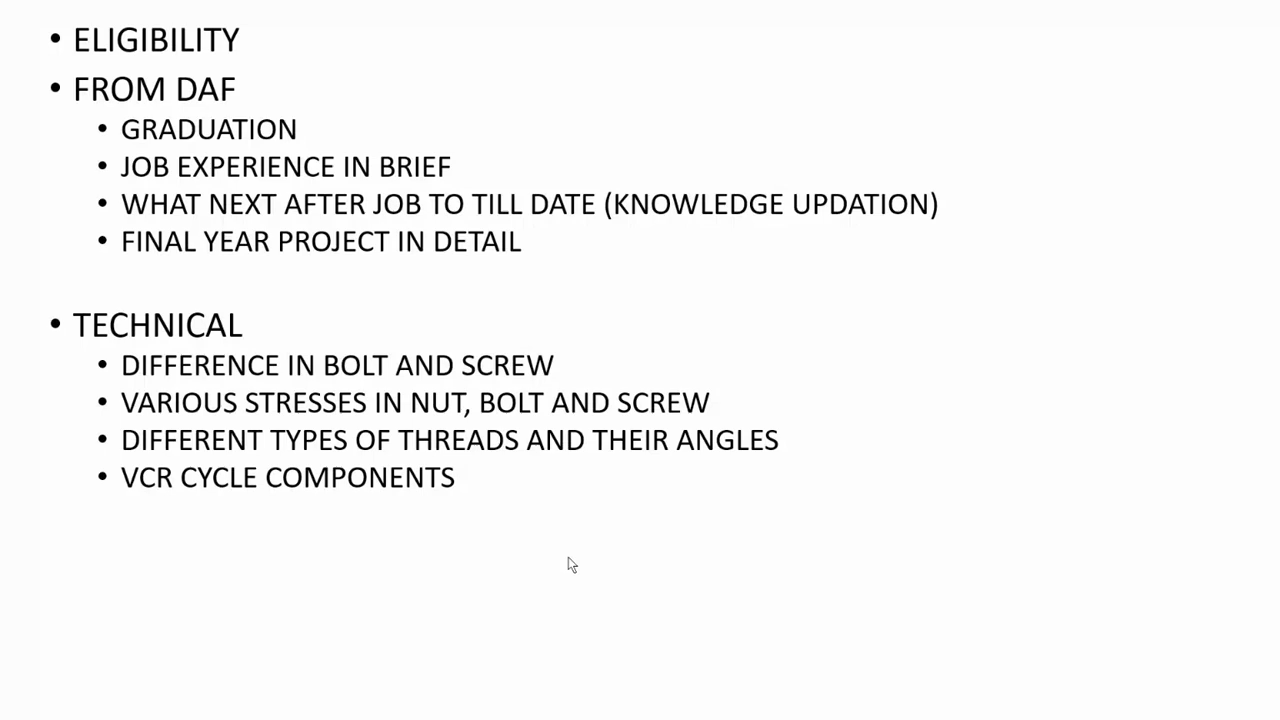 • ELIGIBILITY
• FROM DAF
• GRADUATION
• JOB EXPERIENCE IN BRIEF
• WHAT NEXT AFTER JOB TO TILL DATE (KNOWLEDGE UPDATION)
• FINAL YEAR PROJECT IN DETAIL
• TECHNICAL
• DIFFERENCE IN BOLT AND SCREW
• VARIOUS STRESSES IN NUT, BOLT AND SCREW
• DIFFERENT TYPES OF THREADS AND THEIR ANGLES
• VCR CYCLE COMPONENTS